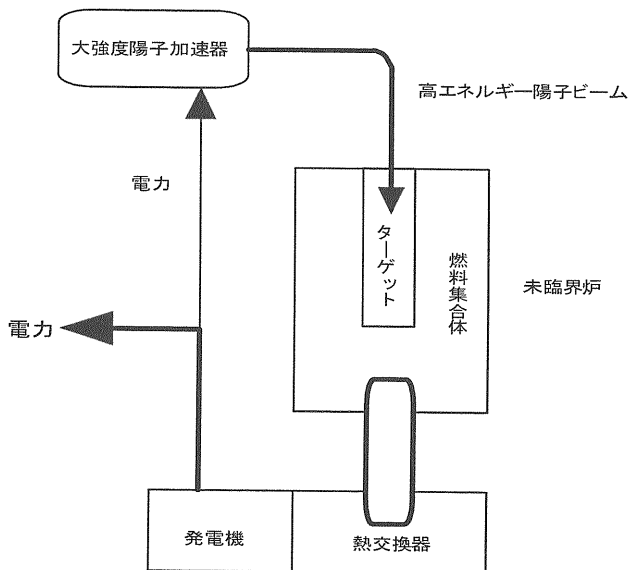 大強度陽子加速器
高エネルギー陽子ビーム
電力
ターゲット
燃料集合体
未臨界炉
電力
発電機
熱交換器